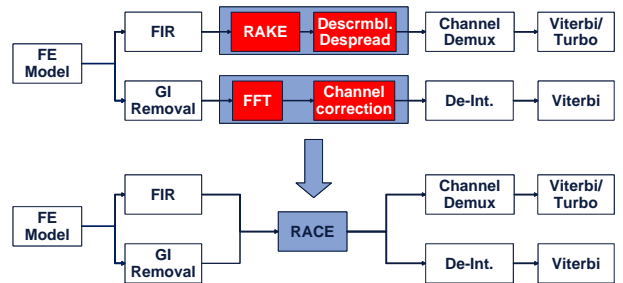 FIR
RAKE
Descrmbl.
Despread
Channel
Demux
Viterbi/
Turbo
FE
Model
GI
Removal
FFT
Channel
correction
De-Int.
Viterbi
FIR
Channel
Demux
Viterbi/
Turbo
FE
Model
RACE
GI
Removal
De-Int.
Viterbi